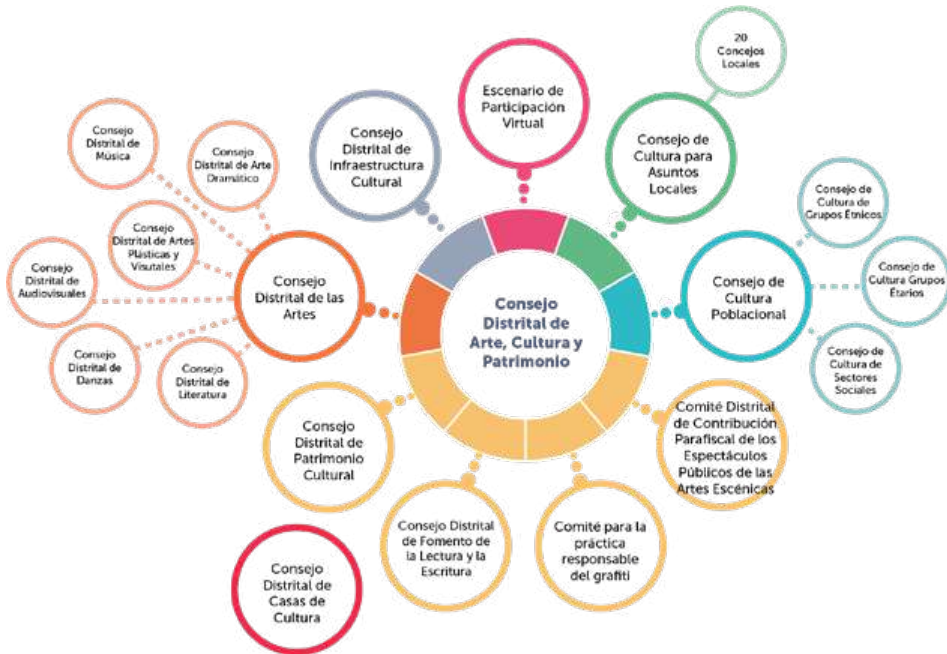 20
Concejos
Locales
Escenario de
Participación
Virtual
Consejo
Distrital de
Música
Consejo
Distrital de Arte
Dramático
Consejo
Distrital de
Infraestructura
Cultural
Consejo de
Cultura para
Asuntos
Locales
Consejo de
Cultura de
Grupos Étnicos
Consejo
Distrital de Artes
Plásticas y
Visutales
Consejo
Distrital de
Audiovisuales
Consejo
Distrital de las
Artes
Consejo
Distrital de
Arte, Cultura y
Patrimonio
Consejo de
Cultura
Poblacional
Consejo de
Cultura Grupos
Étarios
Consejo
Distrital de
Danzas
Consejo
Distrital de
Literatura
Consejo de
Cultura de
Sectores
Sociales
Consejo
Distrital de
Patrimonio
Cultural
Comité Distrital
de Contribución
Parafiscal de los
Espectáculos
Públicos de las
Artes Escénicas
Consejo Distrital
de Fomento de
la Lectura y la
Escritura
Comité para la
práctica
responsable
del grafiti
Consejo
Distrital de
Casas de
Cultura